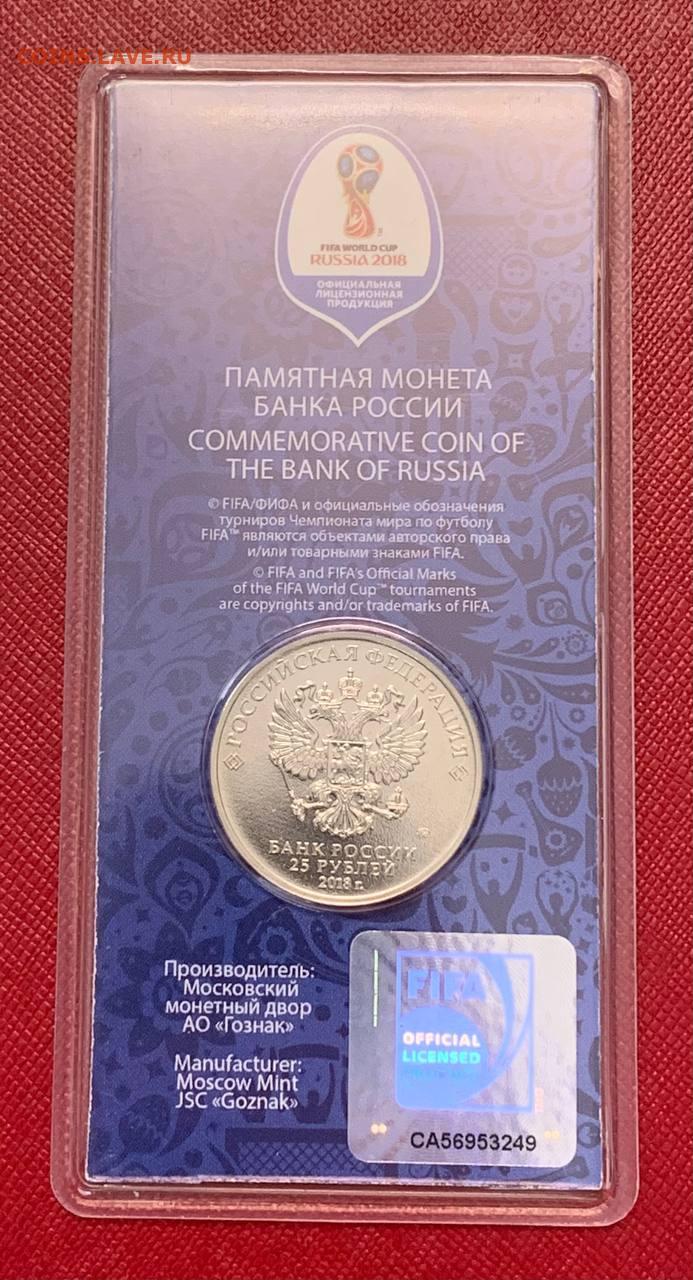 COINS.LAVE.RU
FIFA WORLD CUP
RUSSIA 2018
ОФИЦИАЛЬНАЯ
ЛИЦЕНЗИОННАЯ
ПРОДУКЦИЯ
ПАМЯТНАЯ МОНЕТА
БАНКА РОССИИ
COMMEMORATIVE COIN OF
THE BANK OF RUSSIA
© FIFA/ФИФА и официальные обозначения
турниров Чемпионата мира по футболу
FIFA™ являются объектами авторского права
и/или товарными знаками FIFA.
© FIFA and FIFA's Official Marks
of the FIFA World Cup™ tournaments
are copyrights and/or trademarks of FIFA.
РОССИЙСКАЯ ФЕДЕРАЦИЯ
БАНК РОССИИ
25 РУБЛЕЙ
2018 г.
Производитель:
Московский
монетный двор
АО «Гознак»
Manufacturer:
Moscow Mint
JSC «Goznak»
FIFA
OFFICIAL
LICENSED
CA56953249